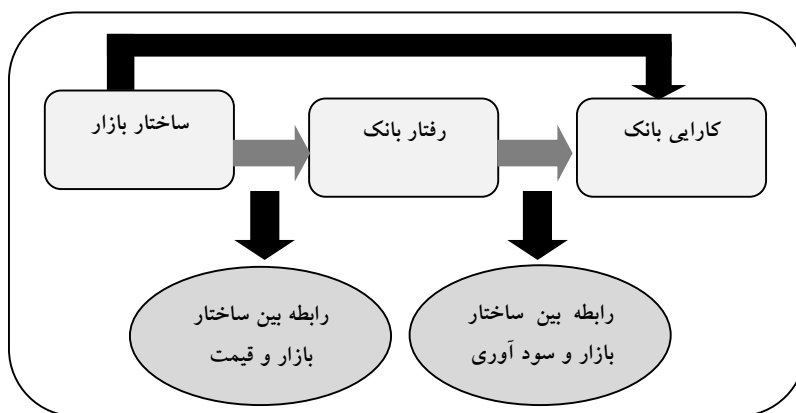 ساختار بازار
رفتار بانک
کارایی بانک
رابطه بین ساختار
بازار و قیمت
رابطه بین ساختار
بازار و سود آوری